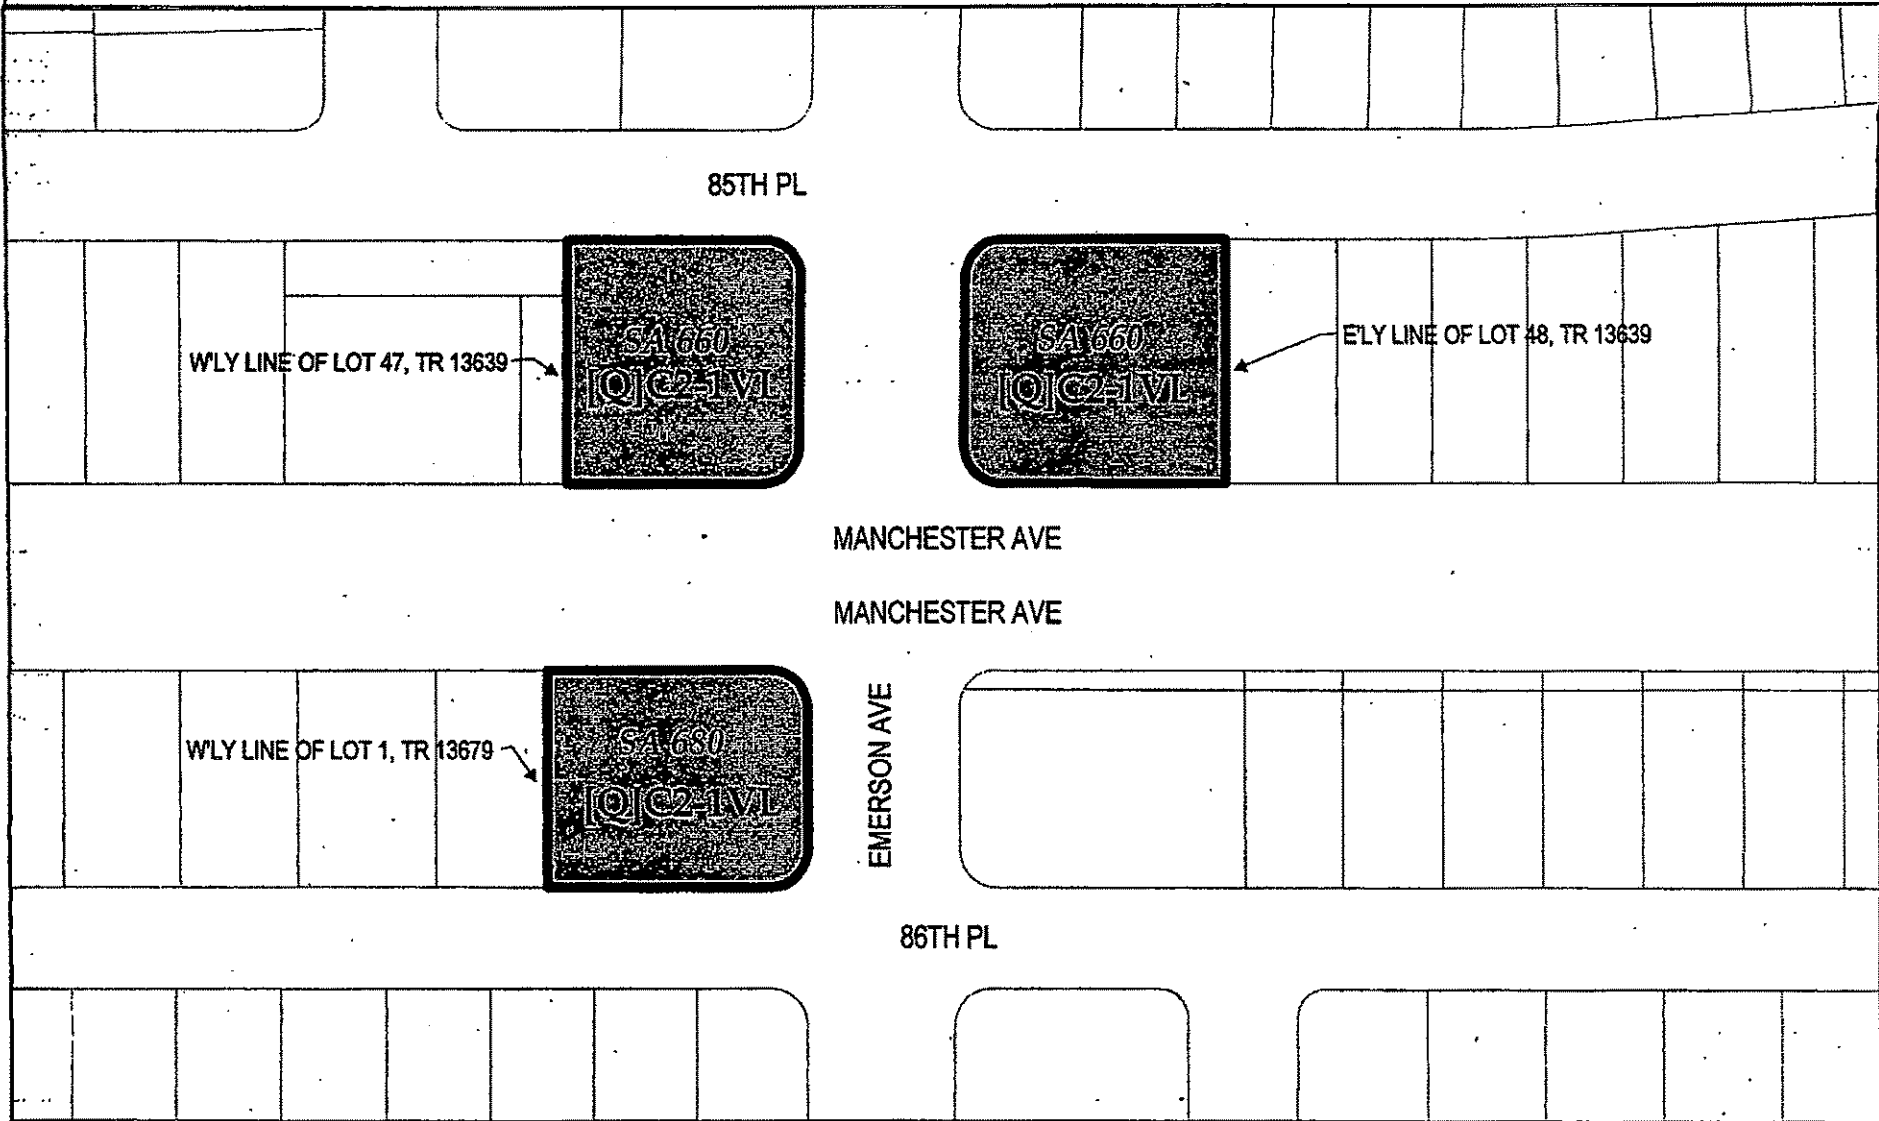 85TH PL
SA 660
[Q]C2-1VL
SA 660
[Q]C2-1VL
W'LY LINE OF LOT 47, TR 13639
E'LY LINE OF LOT 48, TR 13639
MANCHESTER AVE
MANCHESTER AVE
SA 680
[Q]C2-1VL
W'LY LINE OF LOT 1, TR 13679
EMERSON AVE
86TH PL